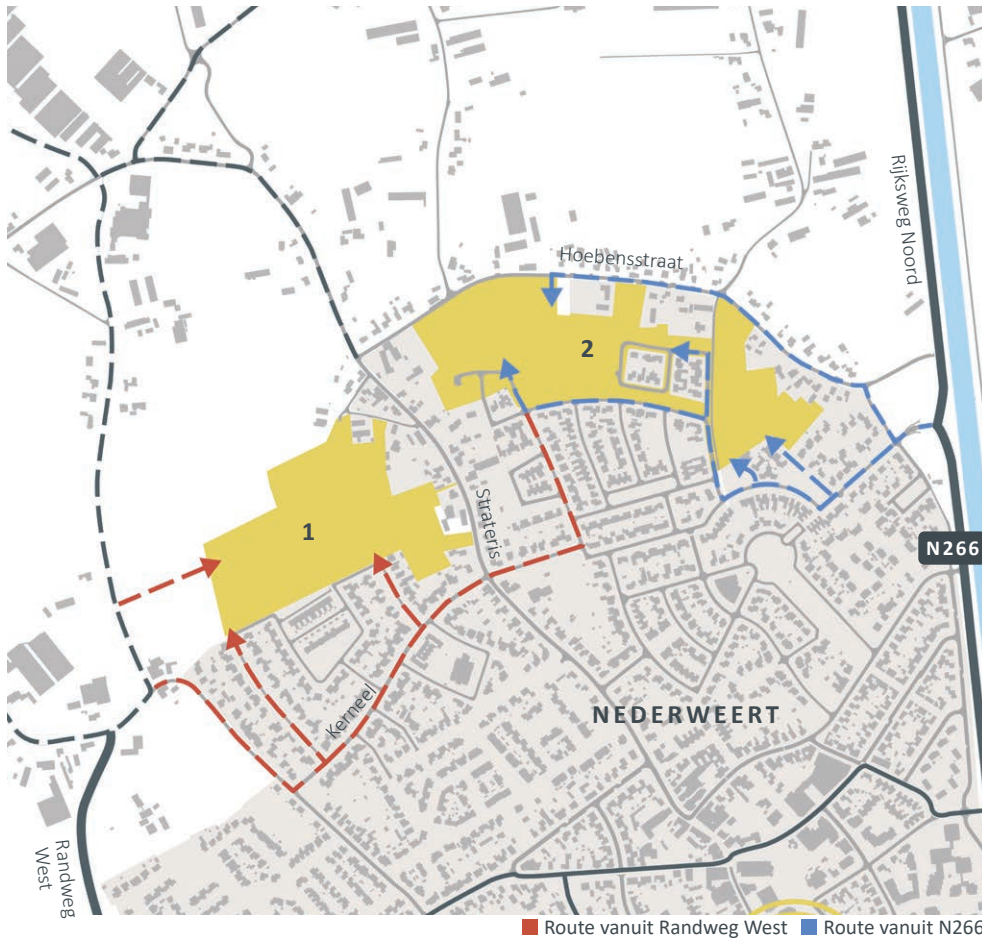 Rijksweg Noord
Hoebensstraat
2
Strateris
1
N266
Kerneel
NEDERWEERT
Randweg
West
Route vanuit Randweg West
Route vanuit N266